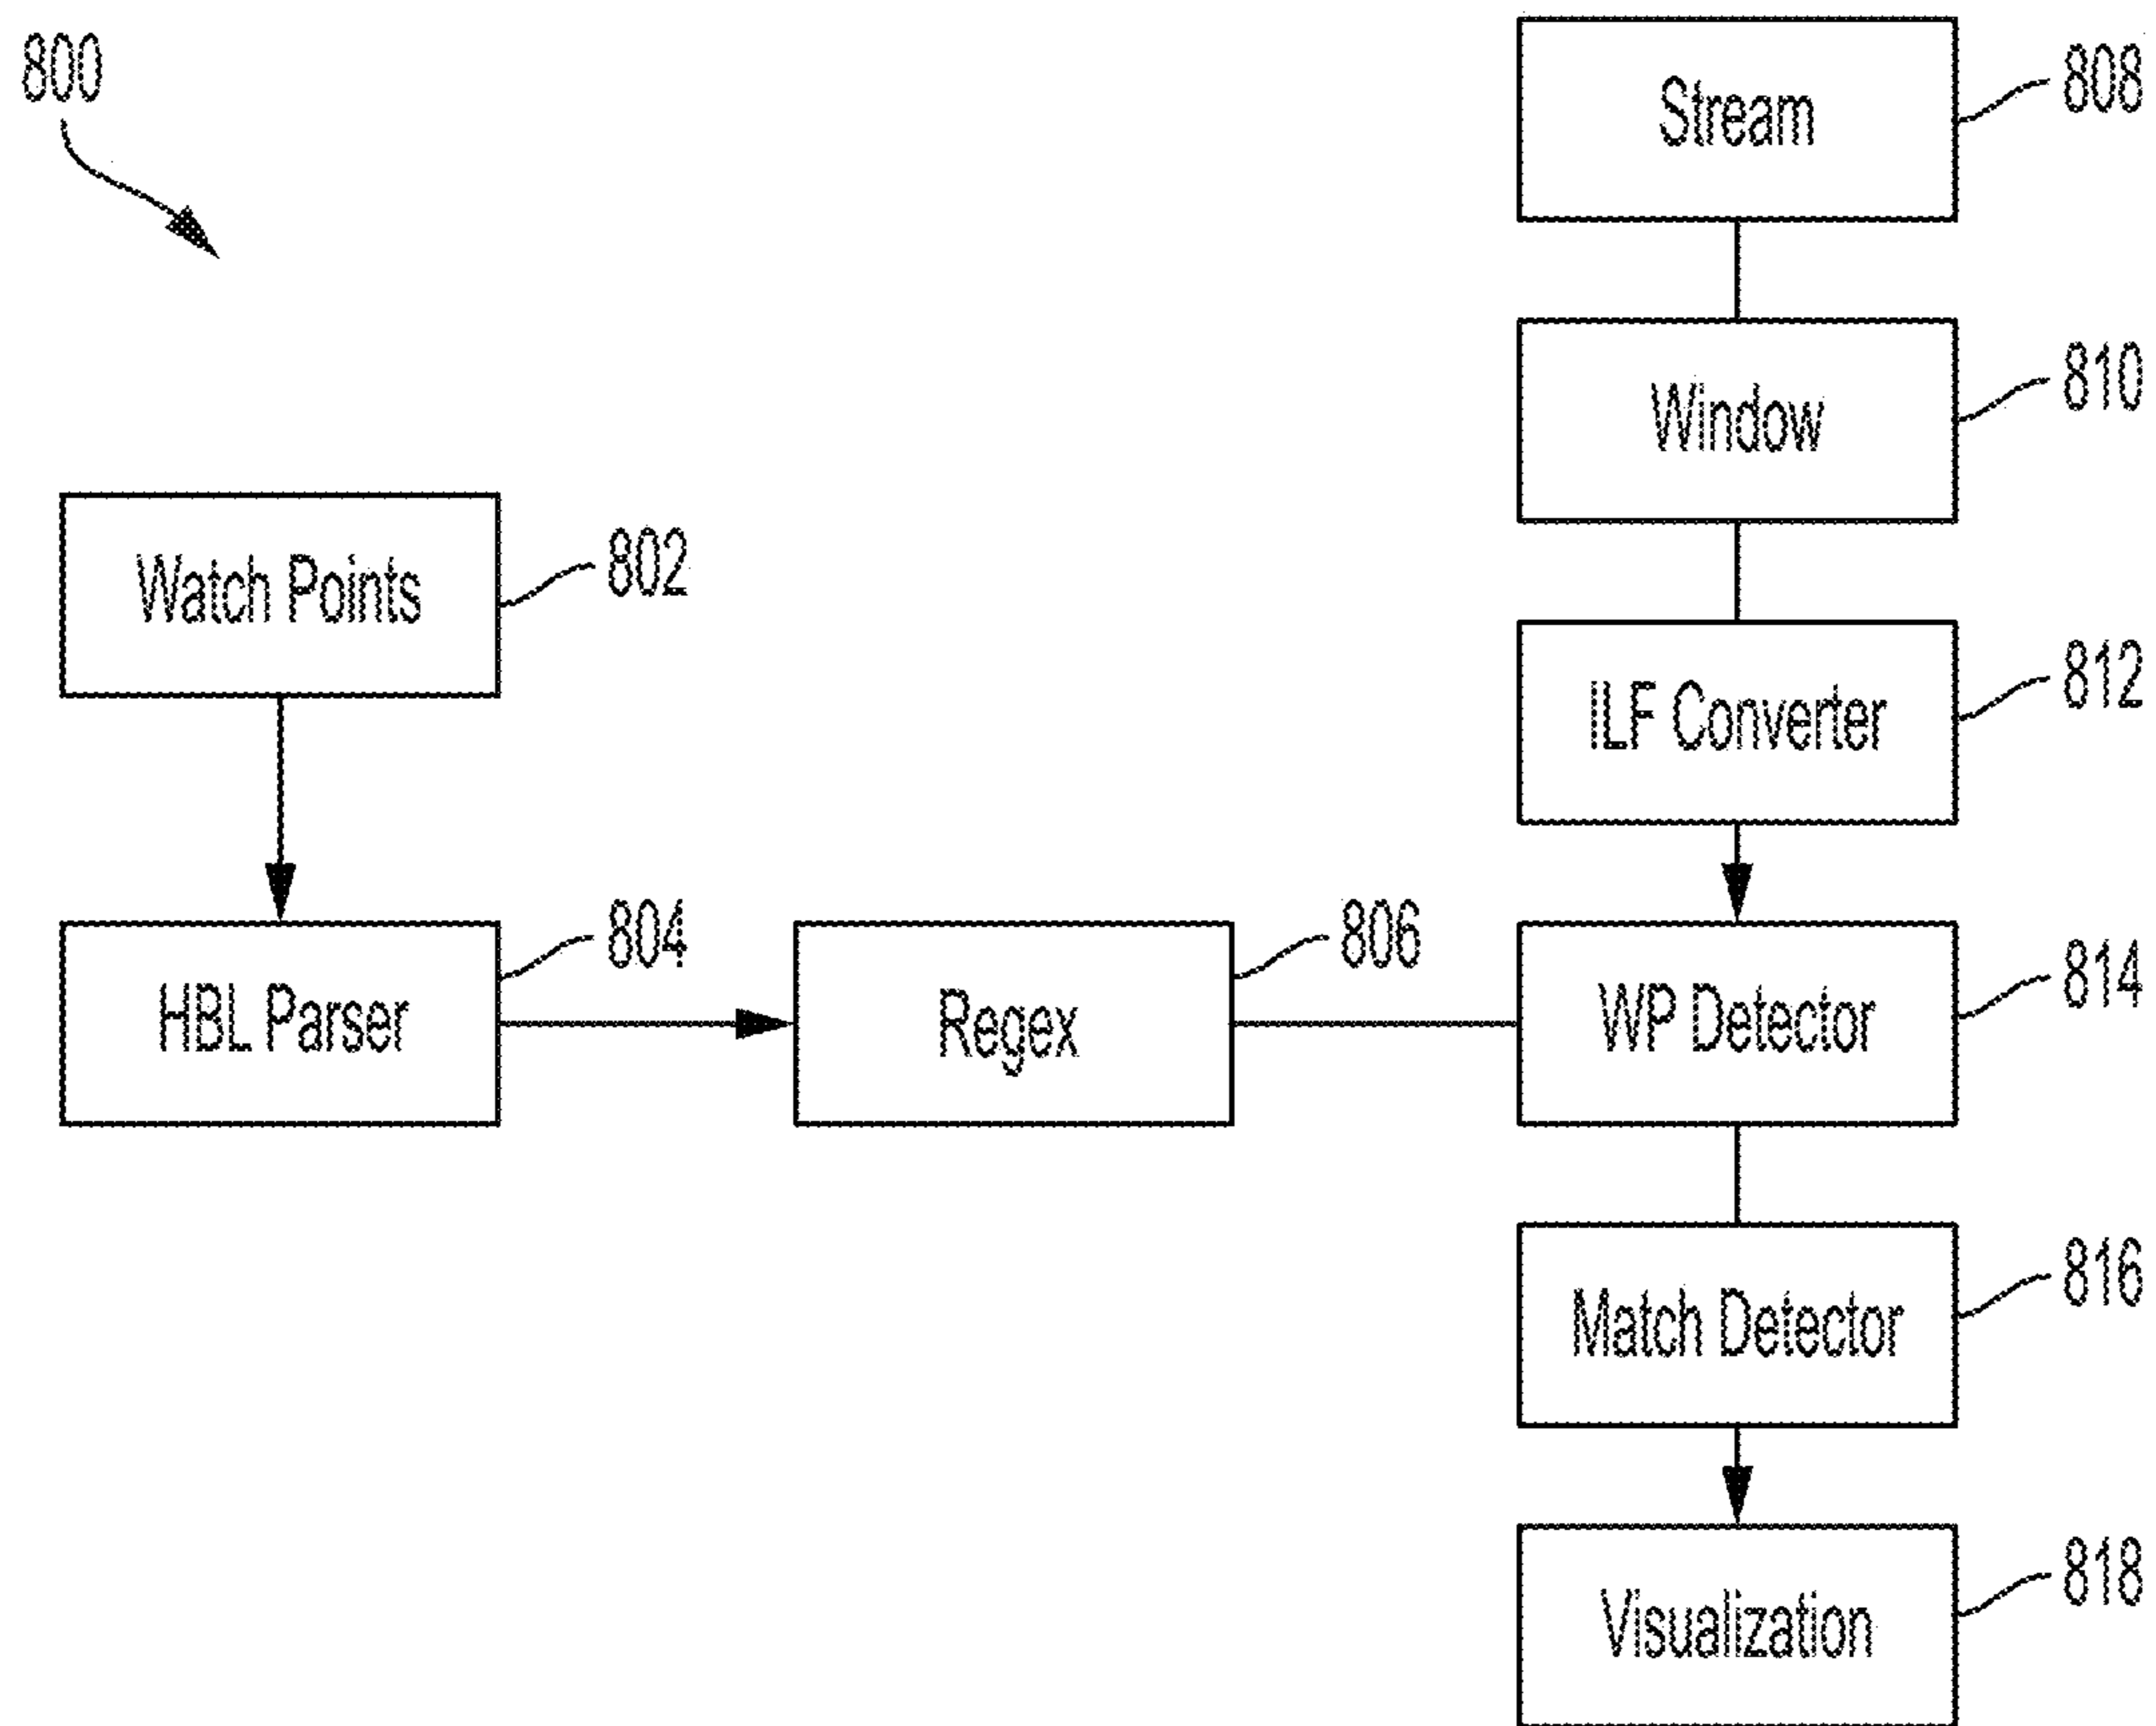 800
Stream
808
Window
810
Watch Points
802
ILF Converter
812
HBL Parser
804
Regex
806
WP Detector
814
Match Detector
816
Visualization
818